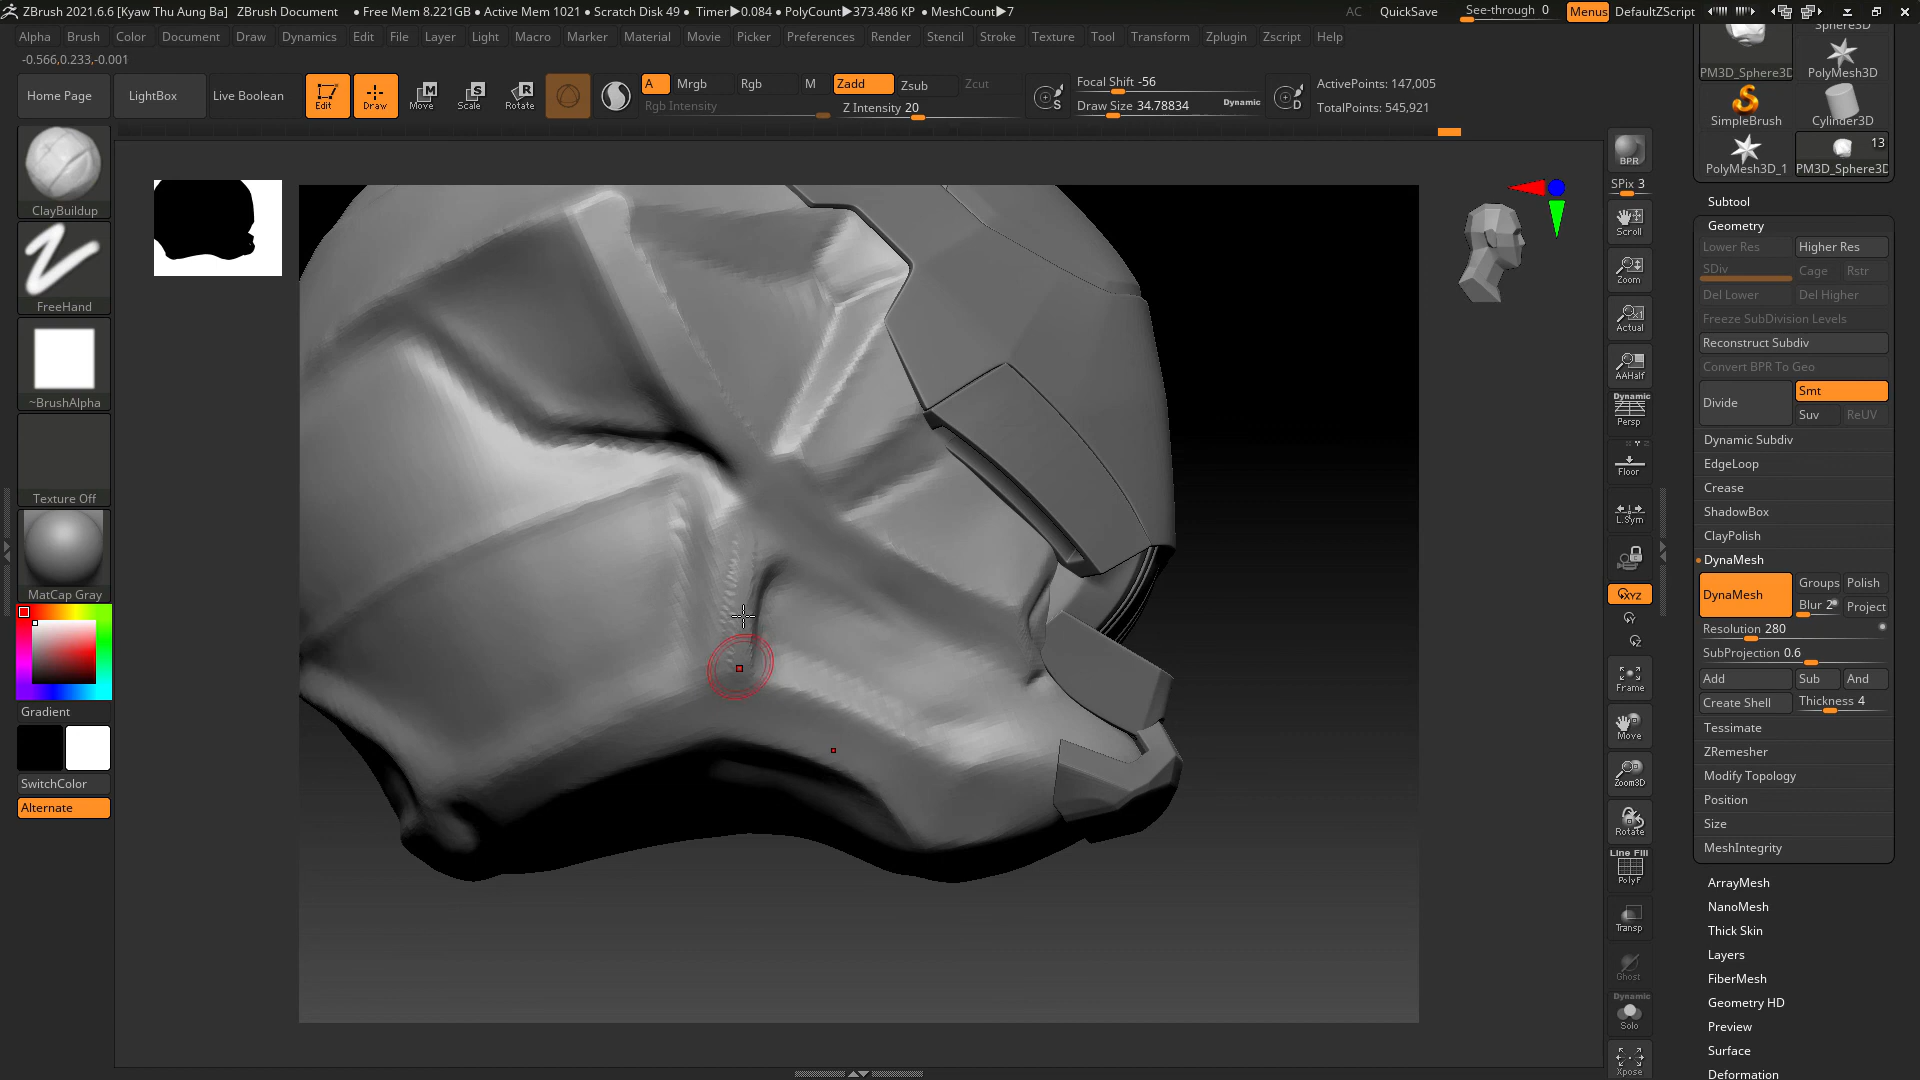 ZBrush 2021.6.6 [Kyaw Thu Aung Ba] ZBrush Document • Free Mem 8.221GB • Active Mem 1021 • Scratch Disk 49 • Timer▶0.084 • PolyCount▶373.486 KP • MeshCount▶7 AC QuickSave See-through 0 Menus DefaultZScript
Alpha Brush Color Document Draw Dynamics Edit File Layer Light Macro Marker Material Movie Picker Preferences Render Stencil Stroke Texture Tool Transform Zplugin Zscript Help
-0.566,0.233,-0.001
Home Page LightBox Live Boolean Edit Draw Move Scale Rotate A Mrgb Rgb M Zadd Zsub Zcut Focal Shift -56 ActivePoints: 147,005
Rgb Intensity Z Intensity 20 S Draw Size 34.78834 Dynamic D TotalPoints: 545,921
ClayBuildup
FreeHand
~BrushAlpha
Texture Off
MatCap Gray
Gradient
SwitchColor
Alternate
BPR
SPix 3
Scroll
Zoom
Actual
AAHalf
Dynamic
Persp
Floor
L.Sym
XYZ
Frame
Move
Zoom3D
Rotate
Line Fill
PolyF
Transp
Ghost
Dynamic
Solo
Xpose
Sphere3D
PM3D_Sphere3D PolyMesh3D
SimpleBrush Cylinder3D
13
PolyMesh3D_1 PM3D_Sphere3D
Subtool
Geometry
Lower Res Higher Res
SDiv Cage Rstr
Del Lower Del Higher
Freeze SubDivision Levels
Reconstruct Subdiv
Convert BPR To Geo
Divide Smt
Suv ReUV
Dynamic Subdiv
EdgeLoop
Crease
ShadowBox
ClayPolish
DynaMesh
DynaMesh Groups Polish
Blur 2 Project
Resolution 280
SubProjection 0.6
Add Sub And
Create Shell Thickness 4
Tessimate
ZRemesher
Modify Topology
Position
Size
MeshIntegrity
ArrayMesh
NanoMesh
Thick Skin
Layers
FiberMesh
Geometry HD
Preview
Surface
Deformation